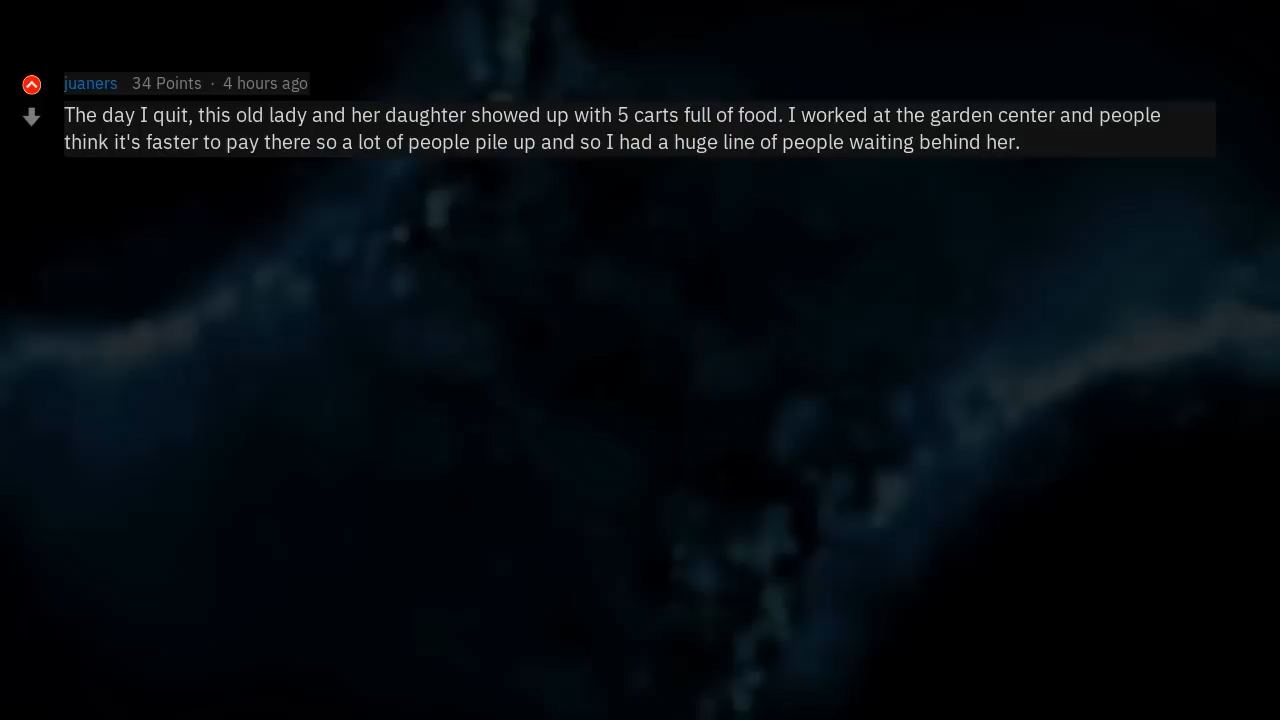 juaners 34 Points · 4 hours ago
The day I quit, this old lady and her daughter showed up with 5 carts full of food. I worked at the garden center and people
think it's faster to pay there so a lot of people pile up and so I had a huge line of people waiting behind her.